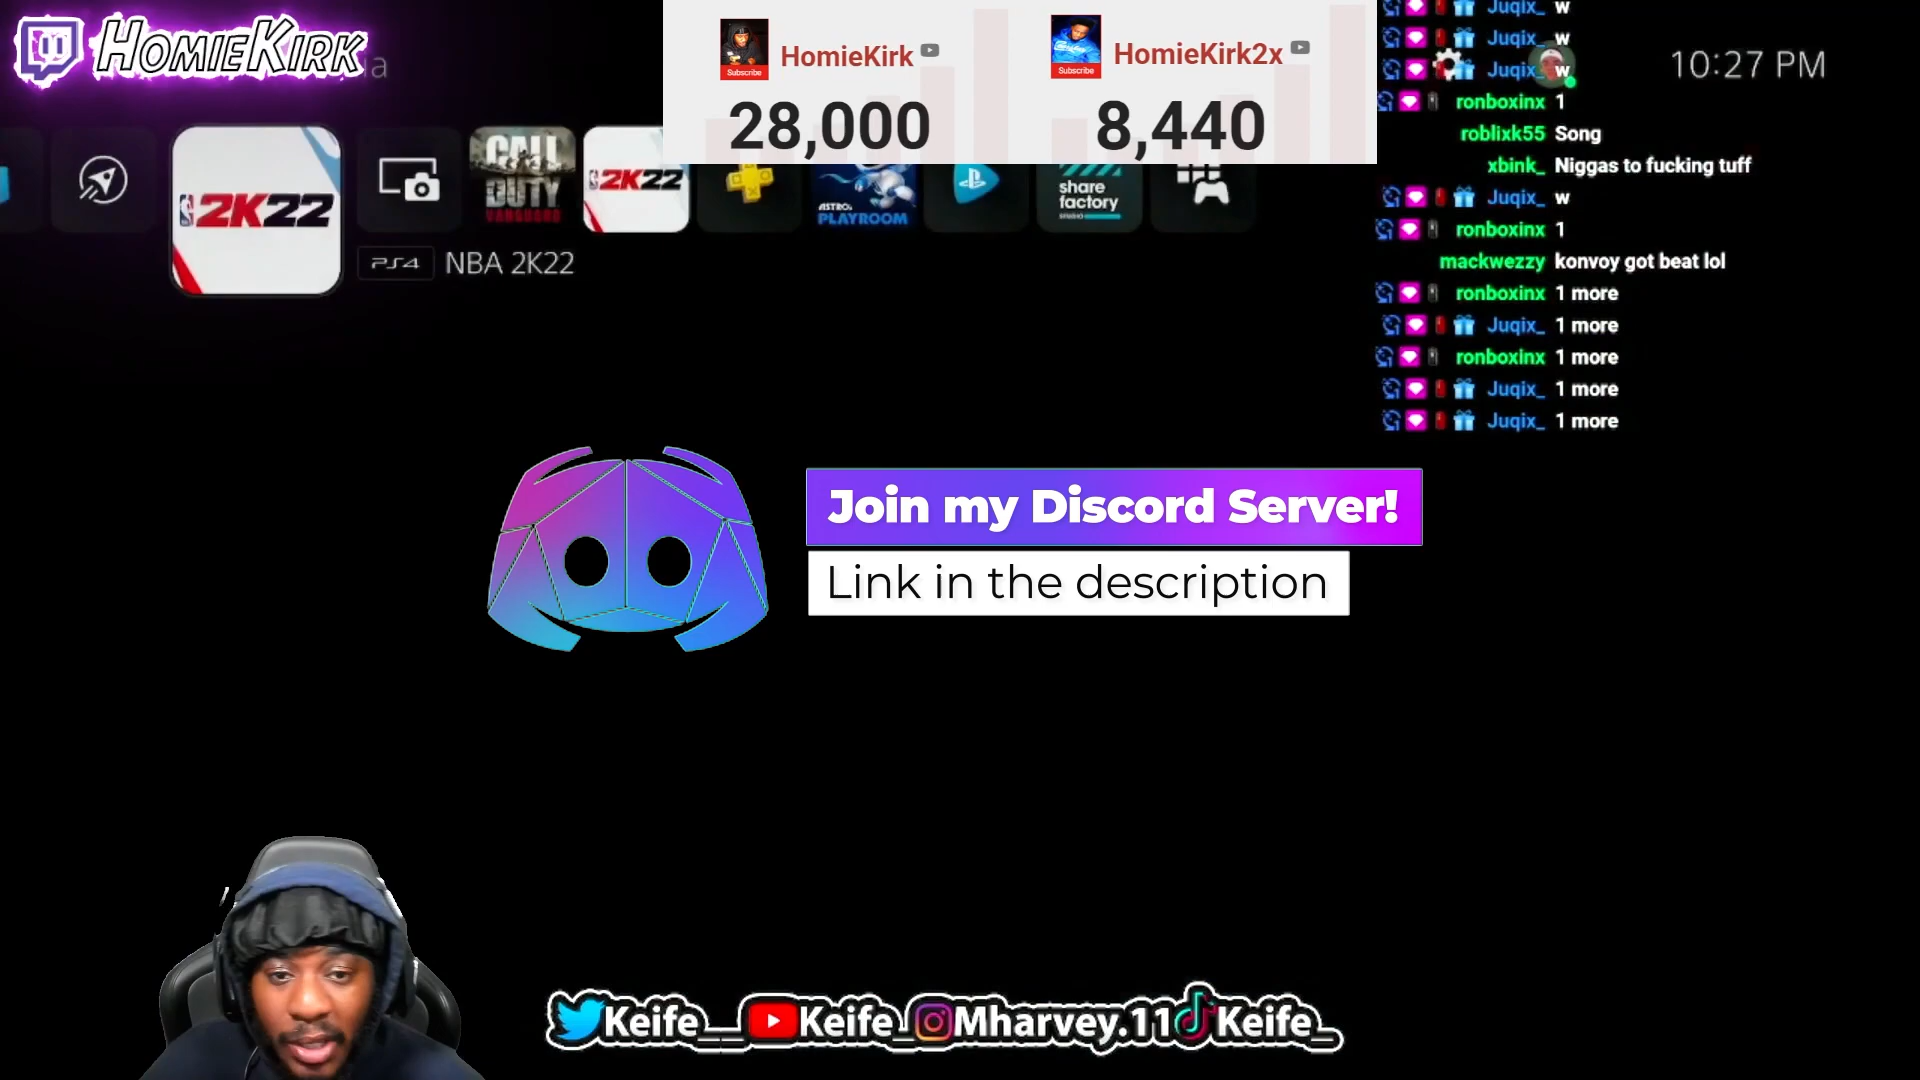 HOMIEKIRK
HomieKirk
28,000
Subscribe
HomieKirk2x
8,440
Subscribe
10:27 PM
2K22
CALL
DUTY
VANGUARD
2K22
ASTRO's
PLAYROOM
share
factory
PS4 NBA 2K22
Juqix_ w
Juqix_ w
Juqix_ w
ronboxinx 1
roblixk55 Song
xbink_ Niggas to fucking tuff
Juqix_ w
ronboxinx 1
mackwezzy konvoy got beat lol
ronboxinx 1 more
Juqix_ 1 more
ronboxinx 1 more
Juqix_ 1 more
Juqix_ 1 more
Join my Discord Server!
Link in the description
Keife__ Keife_ Mharvey.11 Keife_